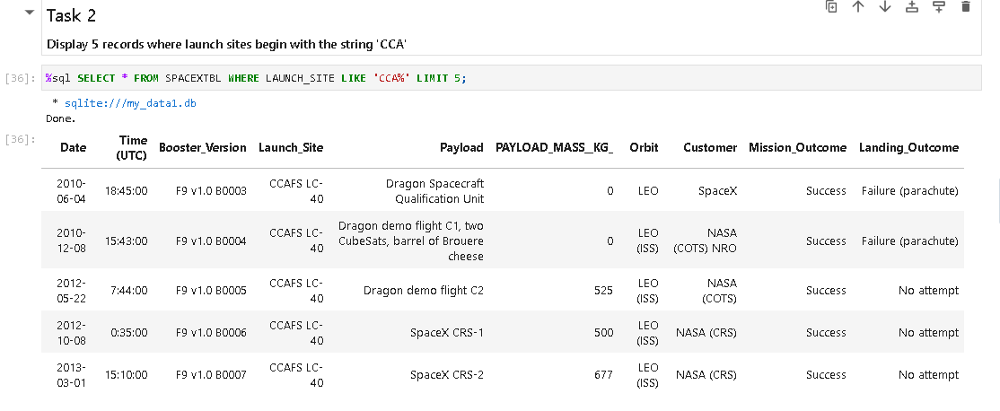 Task 2
Display 5 records where launch sites begin with the string 'CCA'
[36]: %sql SELECT * FROM SPACEXTBL WHERE LAUNCH_SITE LIKE 'CCA%' LIMIT 5;
* sqlite:///my_data1.db
Done.
[36]:
Date Time (UTC) Booster_Version Launch_Site Payload PAYLOAD_MASS__KG_ Orbit Customer Mission_Outcome Landing_Outcome
2010-06-04 18:45:00 F9 v1.0 B0003 CCAFS LC-40 Dragon Spacecraft Qualification Unit 0 LEO SpaceX Success Failure (parachute)
2010-12-08 15:43:00 F9 v1.0 B0004 CCAFS LC-40 Dragon demo flight C1, two CubeSats, barrel of Brouere cheese 0 LEO (ISS) NASA (COTS) NRO Success Failure (parachute)
2012-05-22 7:44:00 F9 v1.0 B0005 CCAFS LC-40 Dragon demo flight C2 525 LEO (ISS) NASA (COTS) Success No attempt
2012-10-08 0:35:00 F9 v1.0 B0006 CCAFS LC-40 SpaceX CRS-1 500 LEO (ISS) NASA (CRS) Success No attempt
2013-03-01 15:10:00 F9 v1.0 B0007 CCAFS LC-40 SpaceX CRS-2 677 LEO (ISS) NASA (CRS) Success No attempt